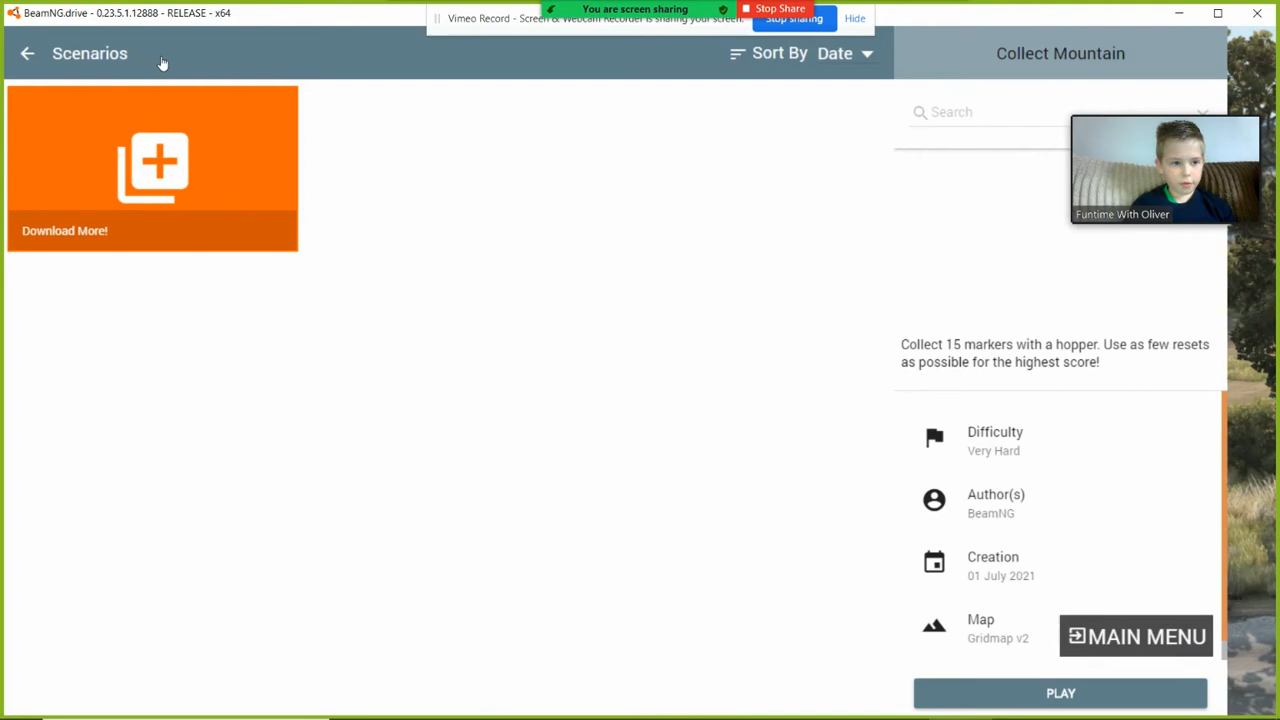 BeamNG.drive - 0.23.5.1.12888 - RELEASE - x64
You are screen sharing
Stop Share
Vimeo Record - Screen & Webcam Recorder is sharing your screen.
Stop sharing
Hide
Scenarios
Sort By Date
Collect Mountain
Search
Funtime With Oliver
Download More!
Collect 15 markers with a hopper. Use as few resets
as possible for the highest score!
Difficulty
Very Hard
Author(s)
BeamNG
Creation
01 July 2021
Map
Gridmap v2
MAIN MENU
PLAY